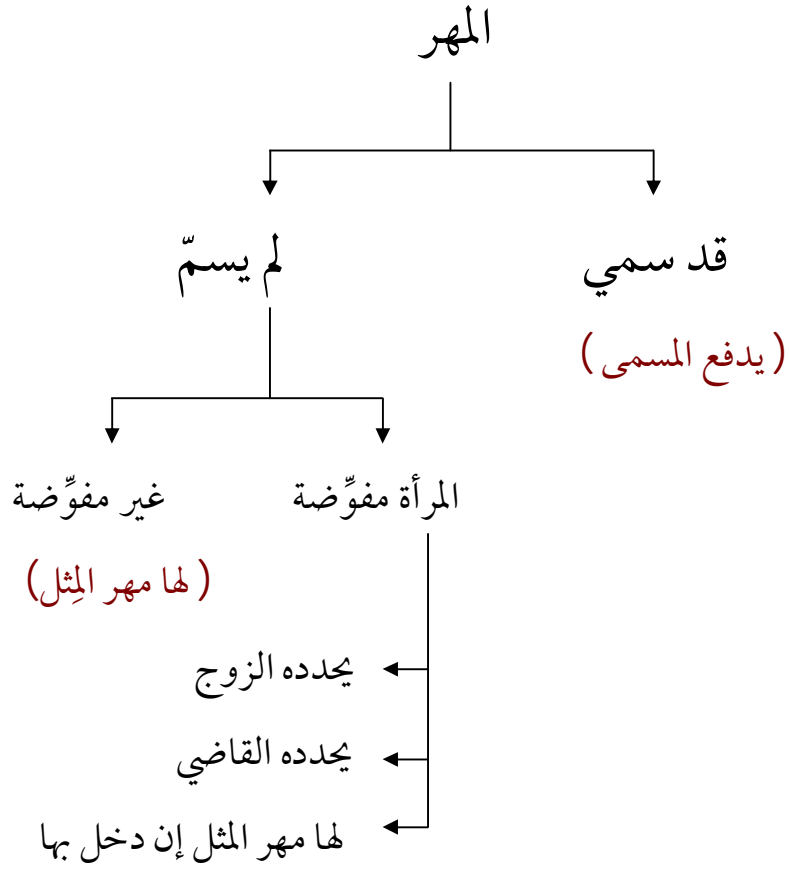 المهر
قد سمي
لم يسمّ
( يدفع المسمى )
المرأة مفوِّضة
غير مفوِّضة
( لها مهر المِثل)
يحدده الزوج
يحدده القاضي
لها مهر المثل إن دخل بها